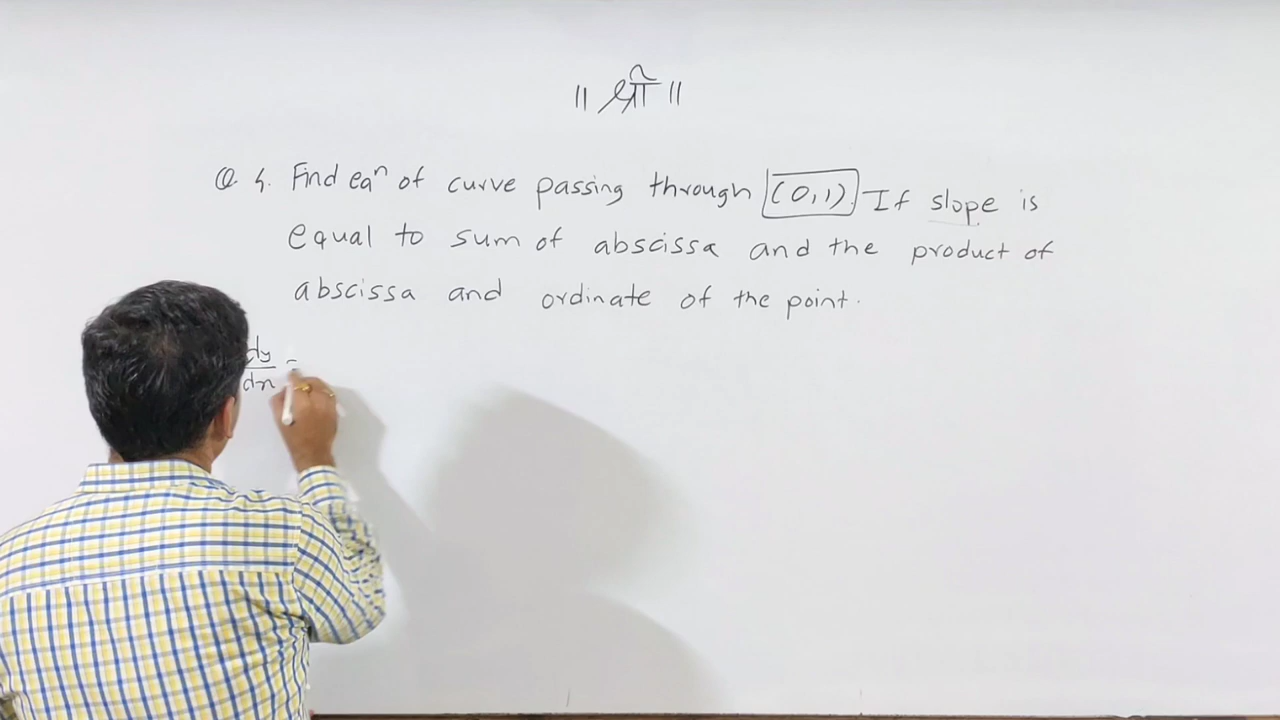 ॥ श्री ॥
Q 4. Find eqⁿ of curve passing through (0,1). If slope is
equal to sum of abscissa and the product of
abscissa and ordinate of the point.
dy/dx =